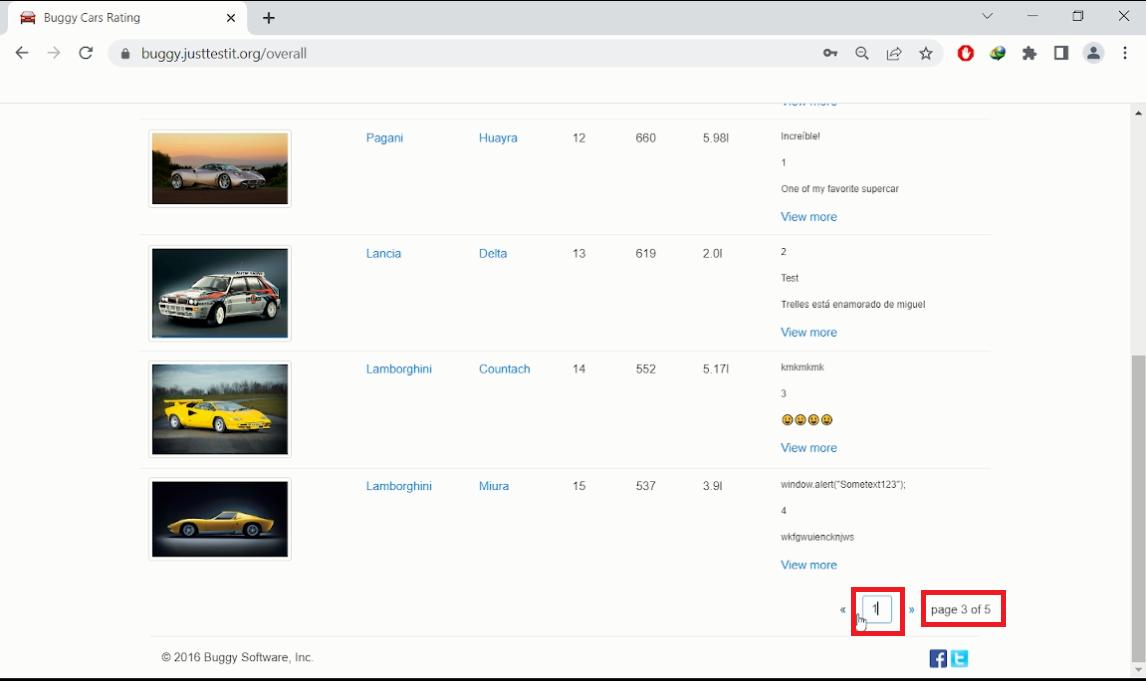 Buggy Cars Rating
buggy.justtestit.org/overall
View more
Pagani Huayra 12 660 5.98l Increíble!
1
One of my favorite supercar
View more
Lancia Delta 13 619 2.0l 2
Test
Trelles está enamorado de miguel
View more
Lamborghini Countach 14 552 5.17l kmkmkmk
3
View more
Lamborghini Miura 15 537 3.9l window.alert("Sometext123");
4
wkfgwuiencknjws
View more
« 1 » page 3 of 5
© 2016 Buggy Software, Inc.